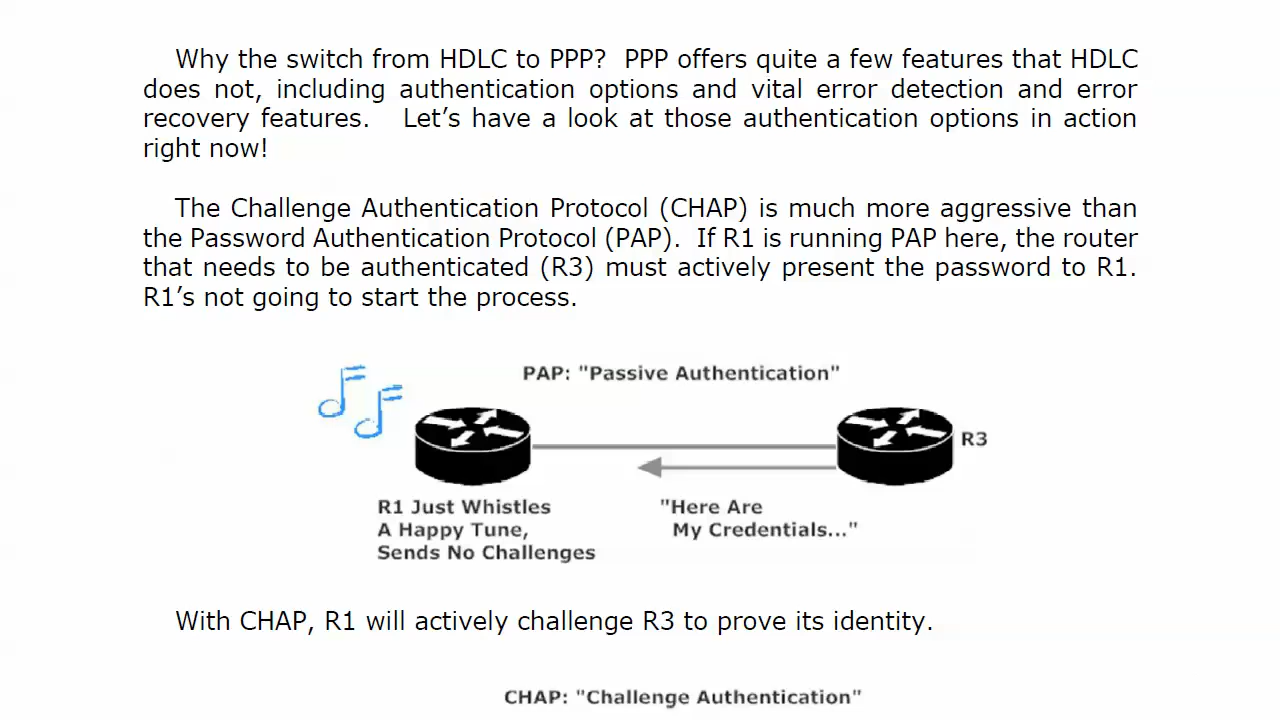 Why the switch from HDLC to PPP? PPP offers quite a few features that HDLC
does not, including authentication options and vital error detection and error
recovery features. Let’s have a look at those authentication options in action
right now!
The Challenge Authentication Protocol (CHAP) is much more aggressive than
the Password Authentication Protocol (PAP). If R1 is running PAP here, the router
that needs to be authenticated (R3) must actively present the password to R1.
R1’s not going to start the process.
PAP: "Passive Authentication"
R3
R1 Just Whistles
A Happy Tune,
Sends No Challenges
"Here Are
My Credentials..."
With CHAP, R1 will actively challenge R3 to prove its identity.
CHAP: "Challenge Authentication"